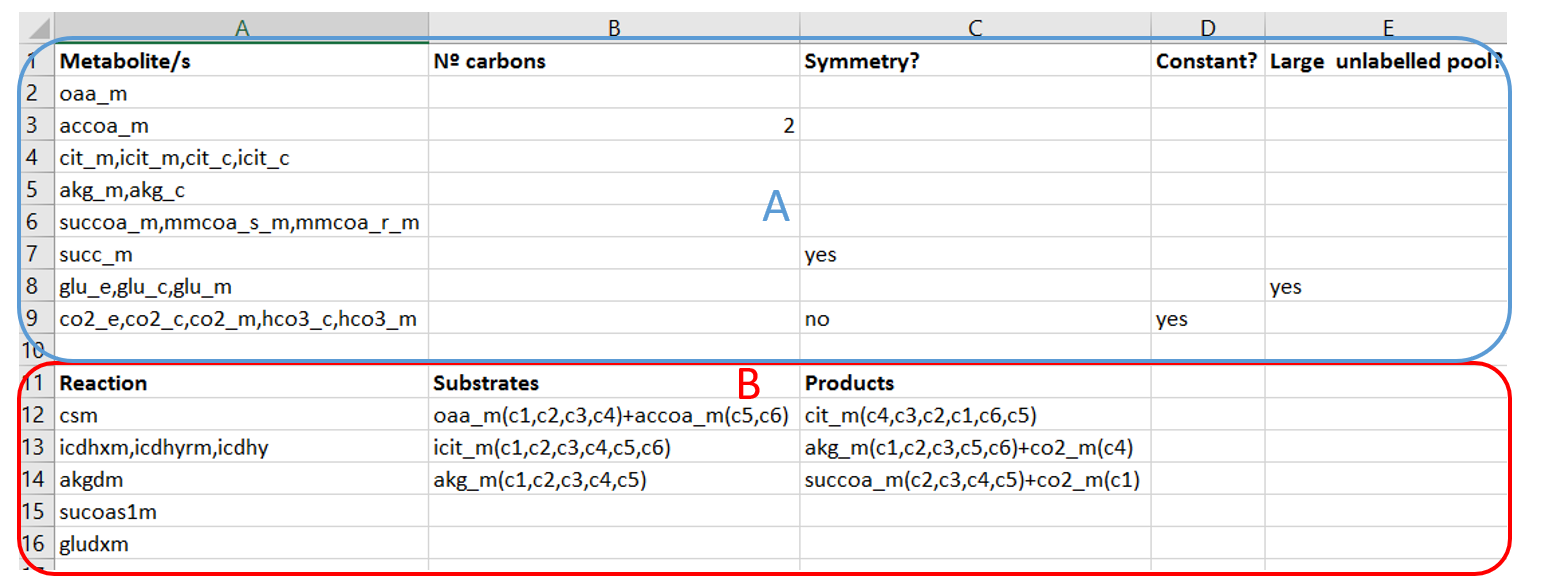 A B C D E
1 Metabolite/s Nº carbons Symmetry? Constant? Large unlabelled pool?
2 oaa_m
3 accoa_m 2
4 cit_m,icit_m,cit_c,icit_c
5 akg_m,akg_c
A
6 succoa_m,mmcoa_s_m,mmcoa_r_m
7 succ_m yes
8 glu_e,glu_c,glu_m yes
9 co2_e,co2_c,co2_m,hco3_c,hco3_m no yes
10
11 Reaction Substrates B Products
12 csm oaa_m(c1,c2,c3,c4)+accoa_m(c5,c6) cit_m(c4,c3,c2,c1,c6,c5)
13 icdhxm,icdhyrm,icdhy icit_m(c1,c2,c3,c4,c5,c6) akg_m(c1,c2,c3,c5,c6)+co2_m(c4)
14 akgdm akg_m(c1,c2,c3,c4,c5) succoa_m(c2,c3,c4,c5)+co2_m(c1)
15 sucoas1m
16 gludxm